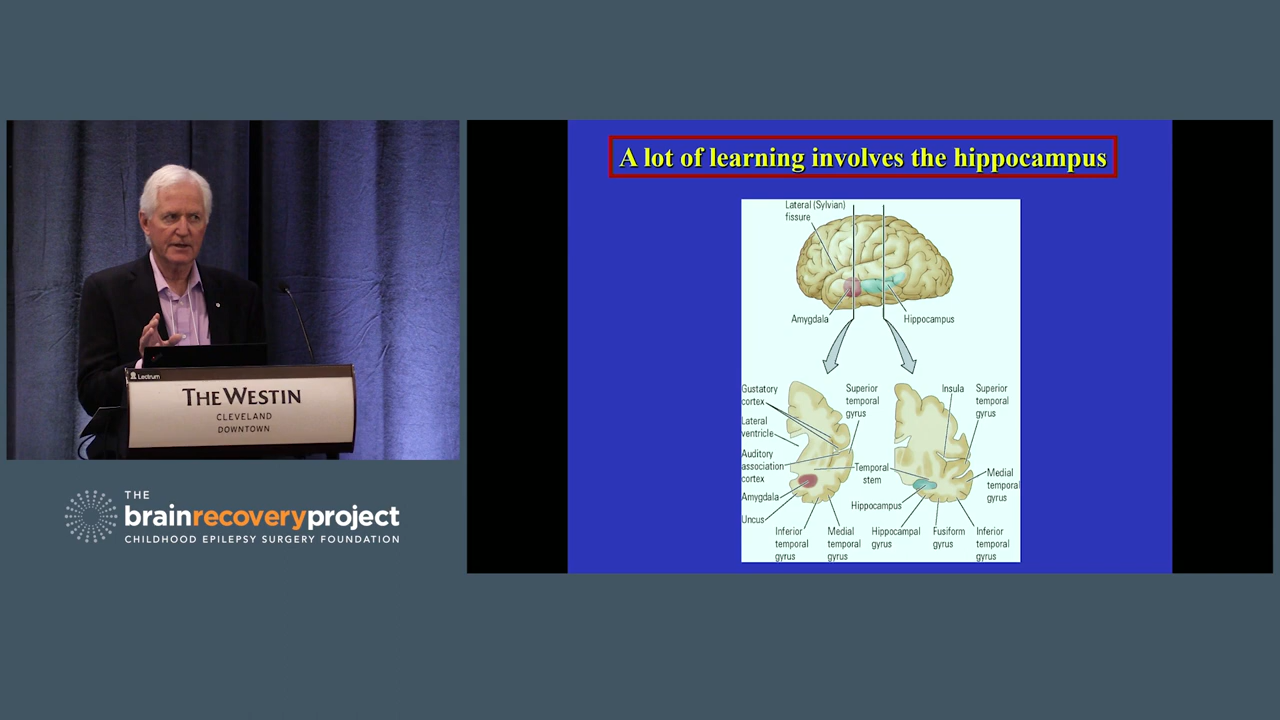 A lot of learning involves the hippocampus
Lateral (Sylvian)
fissure
Amygdala
Hippocampus
Gustatory
cortex
Superior
temporal
gyrus
Insula
Superior
temporal
gyrus
Lateral
ventricle
Auditory
association
cortex
Temporal
stem
Medial
temporal
gyrus
Amygdala
Hippocampus
Uncus
Inferior
temporal
gyrus
Medial
temporal
gyrus
Hippocampal
gyrus
Fusiform
gyrus
Inferior
temporal
gyrus
Lectrum
THE WESTIN
CLEVELAND
DOWNTOWN
THE
brainrecoveryproject
CHILDHOOD EPILEPSY SURGERY FOUNDATION